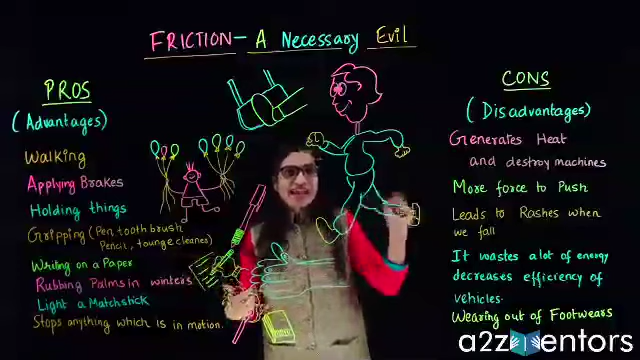 FRICTION - A Necessary Evil
PROS
(Advantages)
Walking
Applying Brakes
Holding things
Gripping (Pen, tooth brush
Pencil, tounge cleanes)
Writing on a Paper
Rubbing Palms in winters
Light a Matchstick
Stops anything which is in motion.
CONS
(Disadvantages)
Generates Heat
and destroy machines
More force to Push
Leads to Rashes when
we fall
It wastes a lot of energy
decreases efficiency of
vehicles.
Wearing out of Footwears
a2zMentors